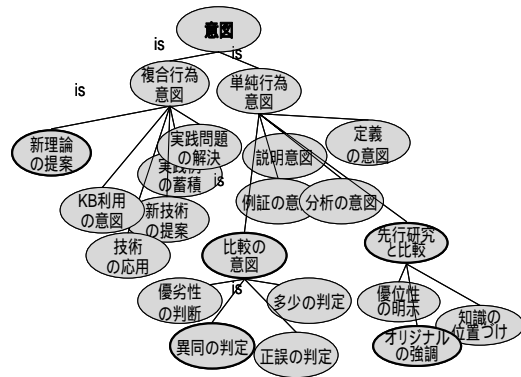 意図
is
is
複合行為
意図
単純行為
意図
is
新理論
の提案
実践問題
の解決
の蓄積
is
説明意図
定義
の意図
KB利用
の意図
新技術
の提案
例証の意
分析の意図
技術
の応用
比較の
意図
先行研究
と比較
is
優劣性
の判断
多少の判定
優位性
の明示
知識の
位置づけ
異同の判定
正誤の判定
オリジナル
の強調